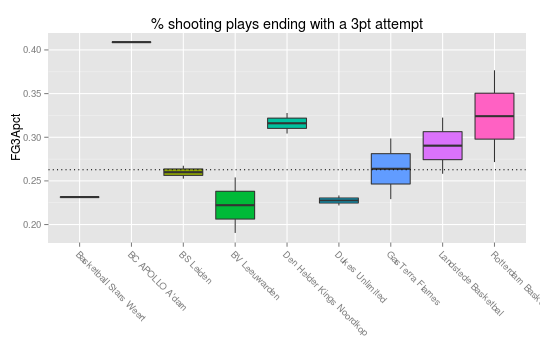 % shooting plays ending with a 3pt attempt
FG3Apct
0.40
0.35
0.30
0.25
0.20
Basketball Stars Weert
BC APOLLO A'dam
BS Leiden
BV Leeuwarden
Den Helder Kings Noordkop
Dukes Unlimited
GasTerra Flames
Landstede Basketbal
Rotterdam Bask